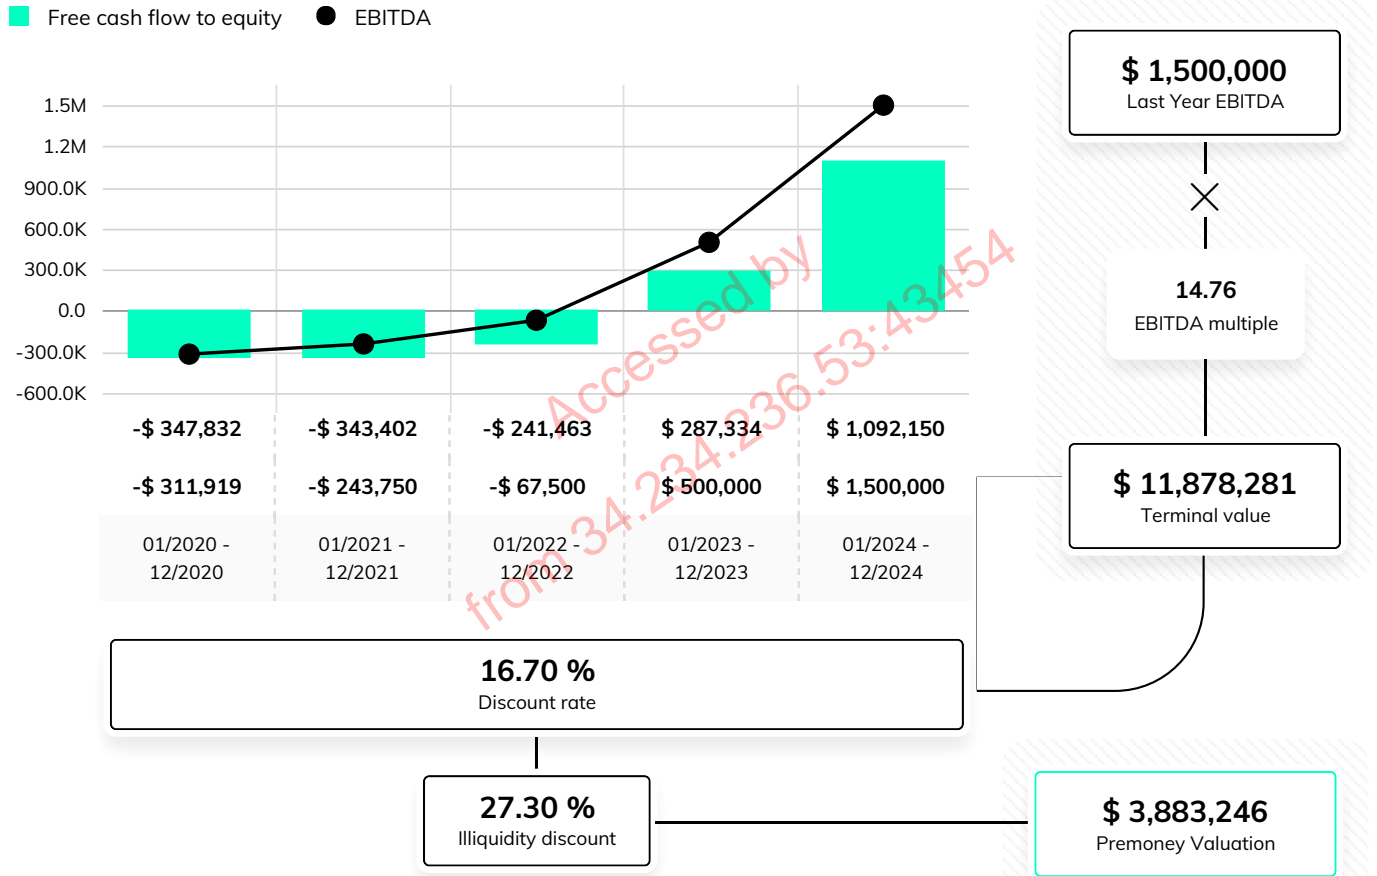 Free cash flow to equity EBITDA
1.5M
1.2M
900.0K
600.0K
300.0K
0.0
-300.0K
-600.0K
-$ 347,832 -$ 343,402 -$ 241,463 $ 287,334 $ 1,092,150
-$ 311,919 -$ 243,750 -$ 67,500 $ 500,000 $ 1,500,000
01/2020 - 01/2021 - 01/2022 - 01/2023 - 01/2024 -
12/2020 12/2021 12/2022 12/2023 12/2024
16.70 %
Discount rate
27.30 %
Illiquidity discount
$ 1,500,000
Last Year EBITDA
14.76
EBITDA multiple
$ 11,878,281
Terminal value
$ 3,883,246
Premoney Valuation
Accessed by
from 34.234.236.53:43454